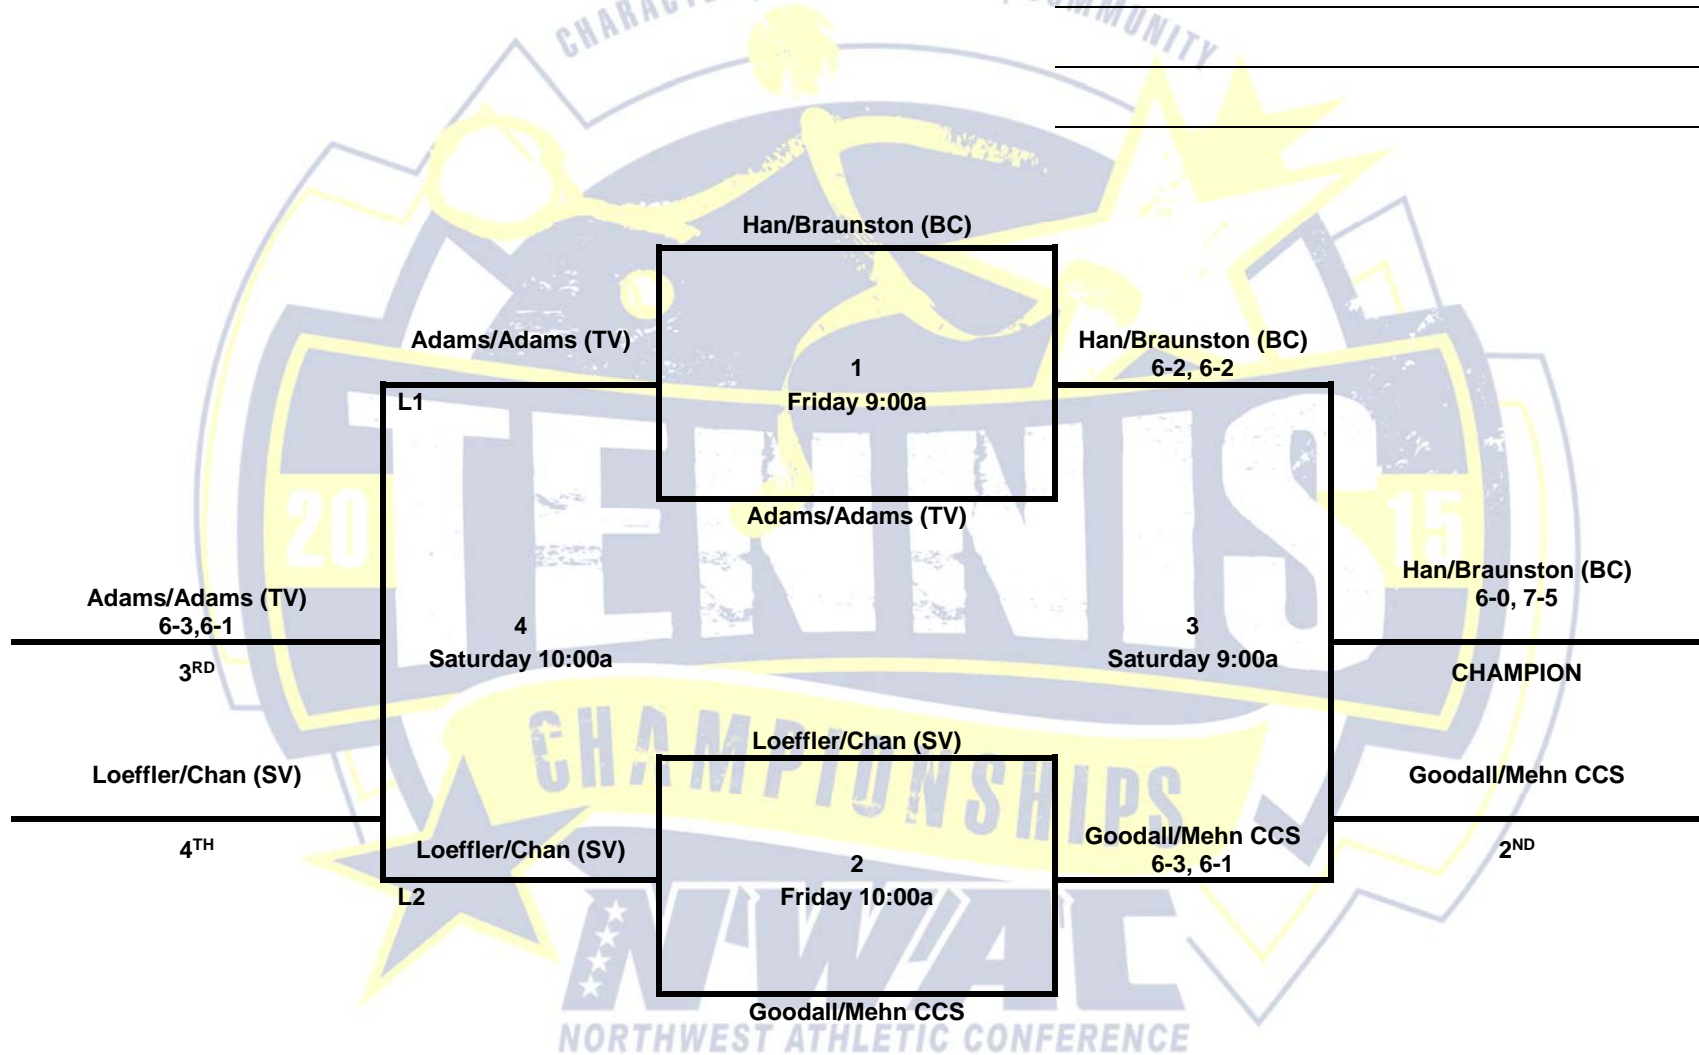 Han/Braunston (BC)
Adams/Adams (TV)
L1
1
Friday 9:00a
Han/Braunston (BC)
6-2, 6-2
Adams/Adams (TV)
Adams/Adams (TV)
6-3,6-1
3RD
4
Saturday 10:00a
3
Saturday 9:00a
Han/Braunston (BC)
6-0, 7-5
CHAMPION
Loeffler/Chan (SV)
4TH
Loeffler/Chan (SV)
Goodall/Mehn CCS
2ND
Loeffler/Chan (SV)
L2
2
Friday 10:00a
Goodall/Mehn CCS
6-3, 6-1
Goodall/Mehn CCS
20 TENNIS 15
CHAMPIONSHIPS
NWAC
NORTHWEST ATHLETIC CONFERENCE